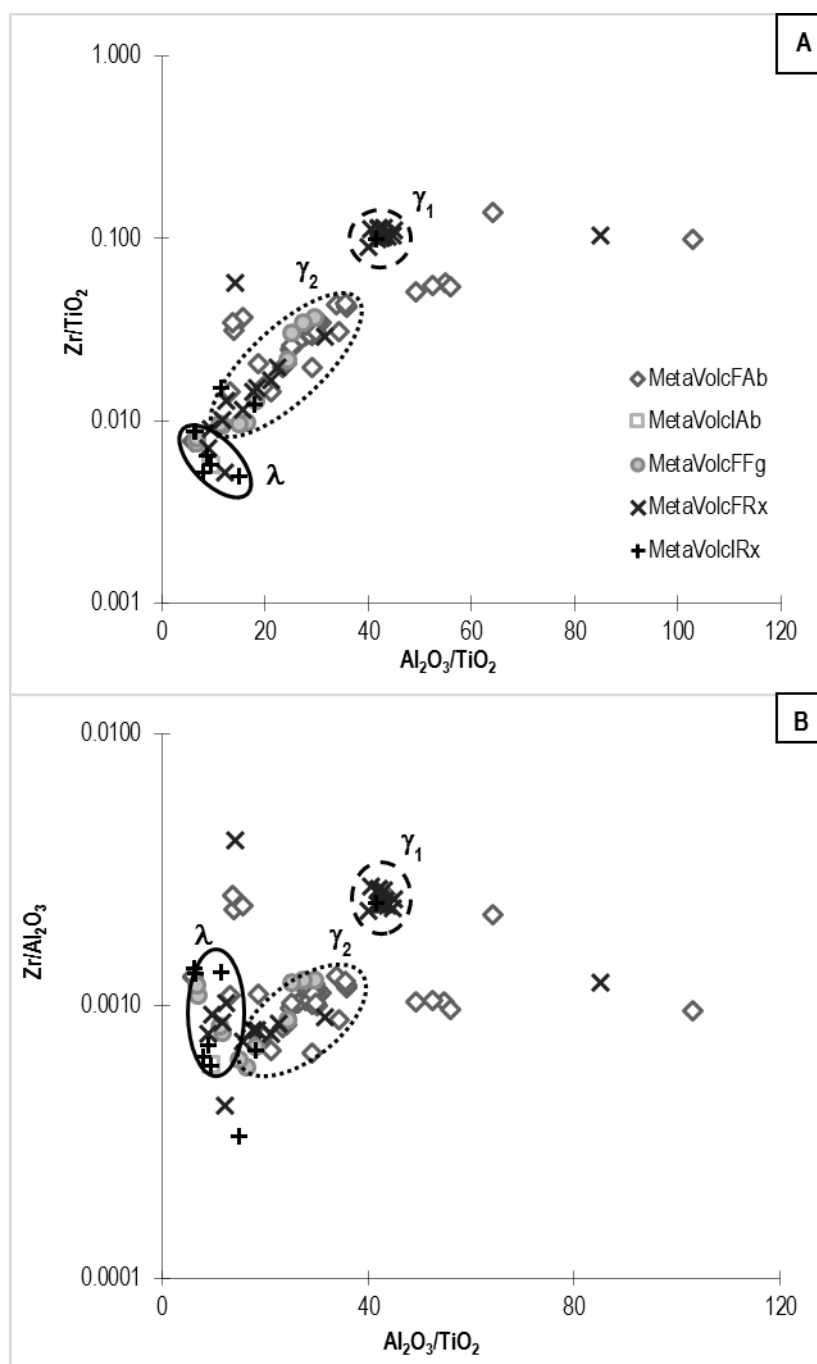 A
1.000
0.100
0.010
0.001
Zr/TiO₂
γ₁
γ₂
λ
MetaVolcFAb
MetaVolcIAb
MetaVolcFFg
MetaVolcFRx
MetaVolcIRx
0 20 40 60 80 100 120
Al₂O₃/TiO₂
B
0.0100
0.0010
0.0001
Zr/Al₂O₃
γ₁
λ
γ₂
0 40 80 120
Al₂O₃/TiO₂